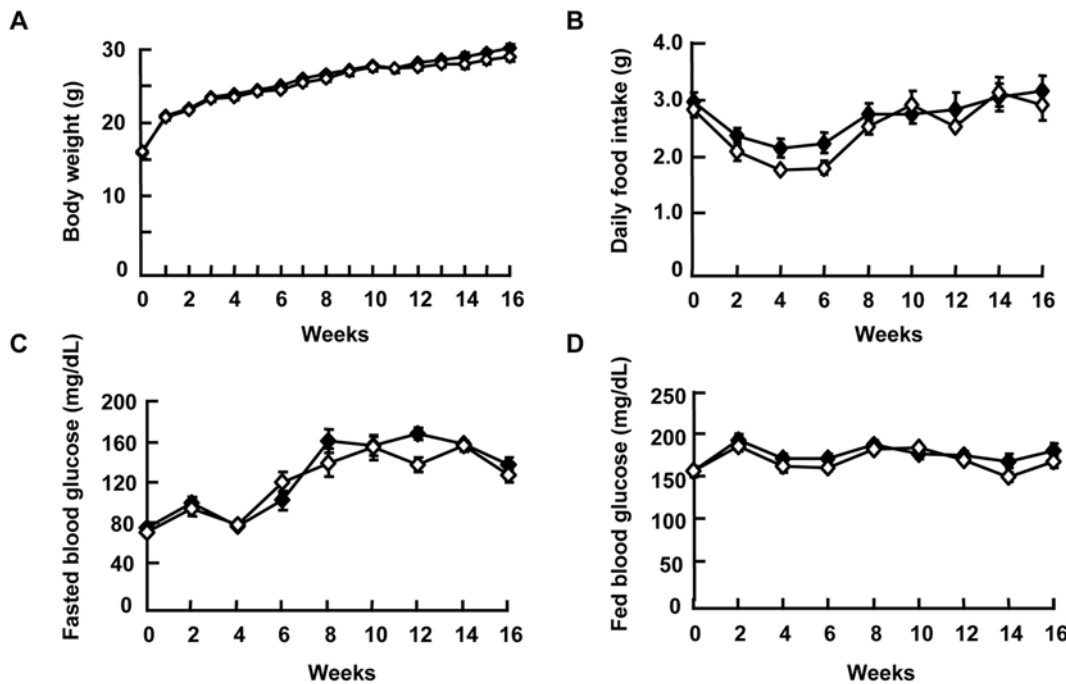 A
Body weight (g)
30
20
10
0
0 2 4 6 8 10 12 14 16
Weeks
B
Daily food intake (g)
4.0
3.0
2.0
1.0
0
0 2 4 6 8 10 12 14 16
Weeks
C
Fasted blood glucose (mg/dL)
200
160
120
80
40
0
0 2 4 6 8 10 12 14 16
Weeks
D
Fed blood glucose (mg/dL)
250
200
150
100
50
0
0 2 4 6 8 10 12 14 16
Weeks